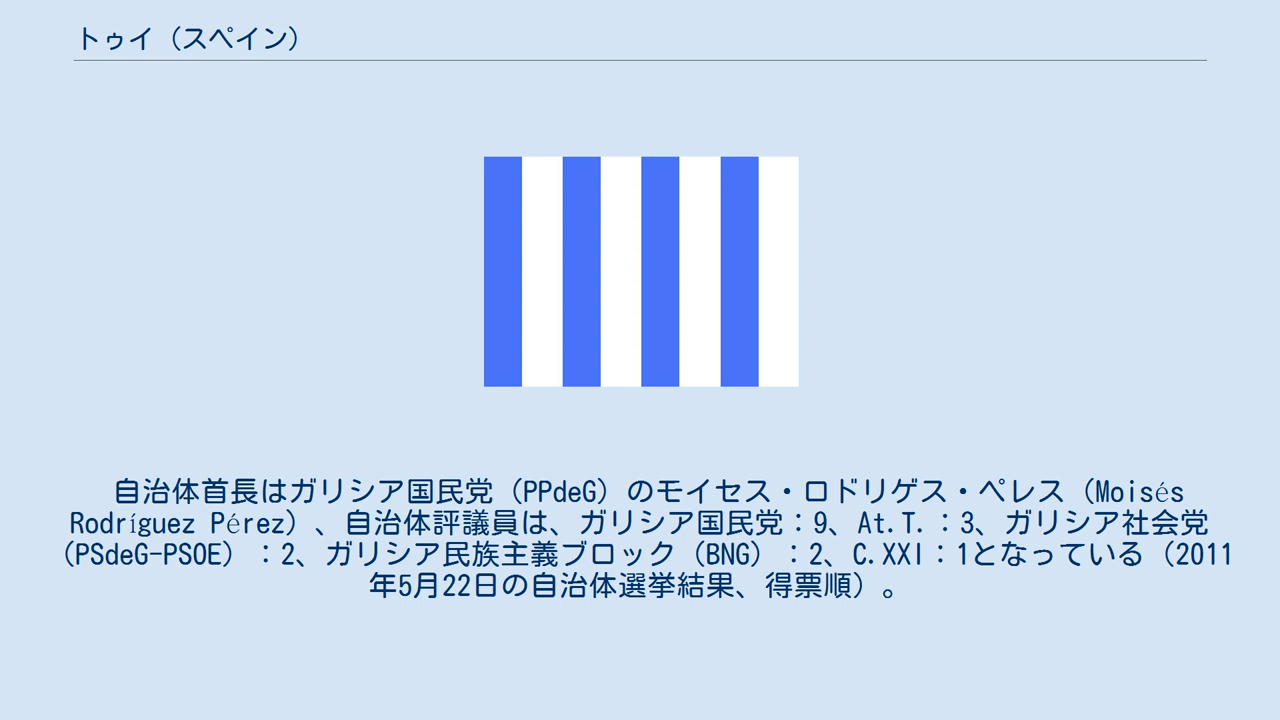 トゥイ（スペイン）
自治体首長はガリシア国民党（PPdeG）のモイセス・ロドリゲス・ペレス（Moisés
Rodríguez Pérez）、自治体評議員は、ガリシア国民党：9、At.T.：3、ガリシア社会党
（PSdeG-PSOE）：2、ガリシア民族主義ブロック（BNG）：2、C.XXI：1となっている（2011
年5月22日の自治体選挙結果、得票順）。